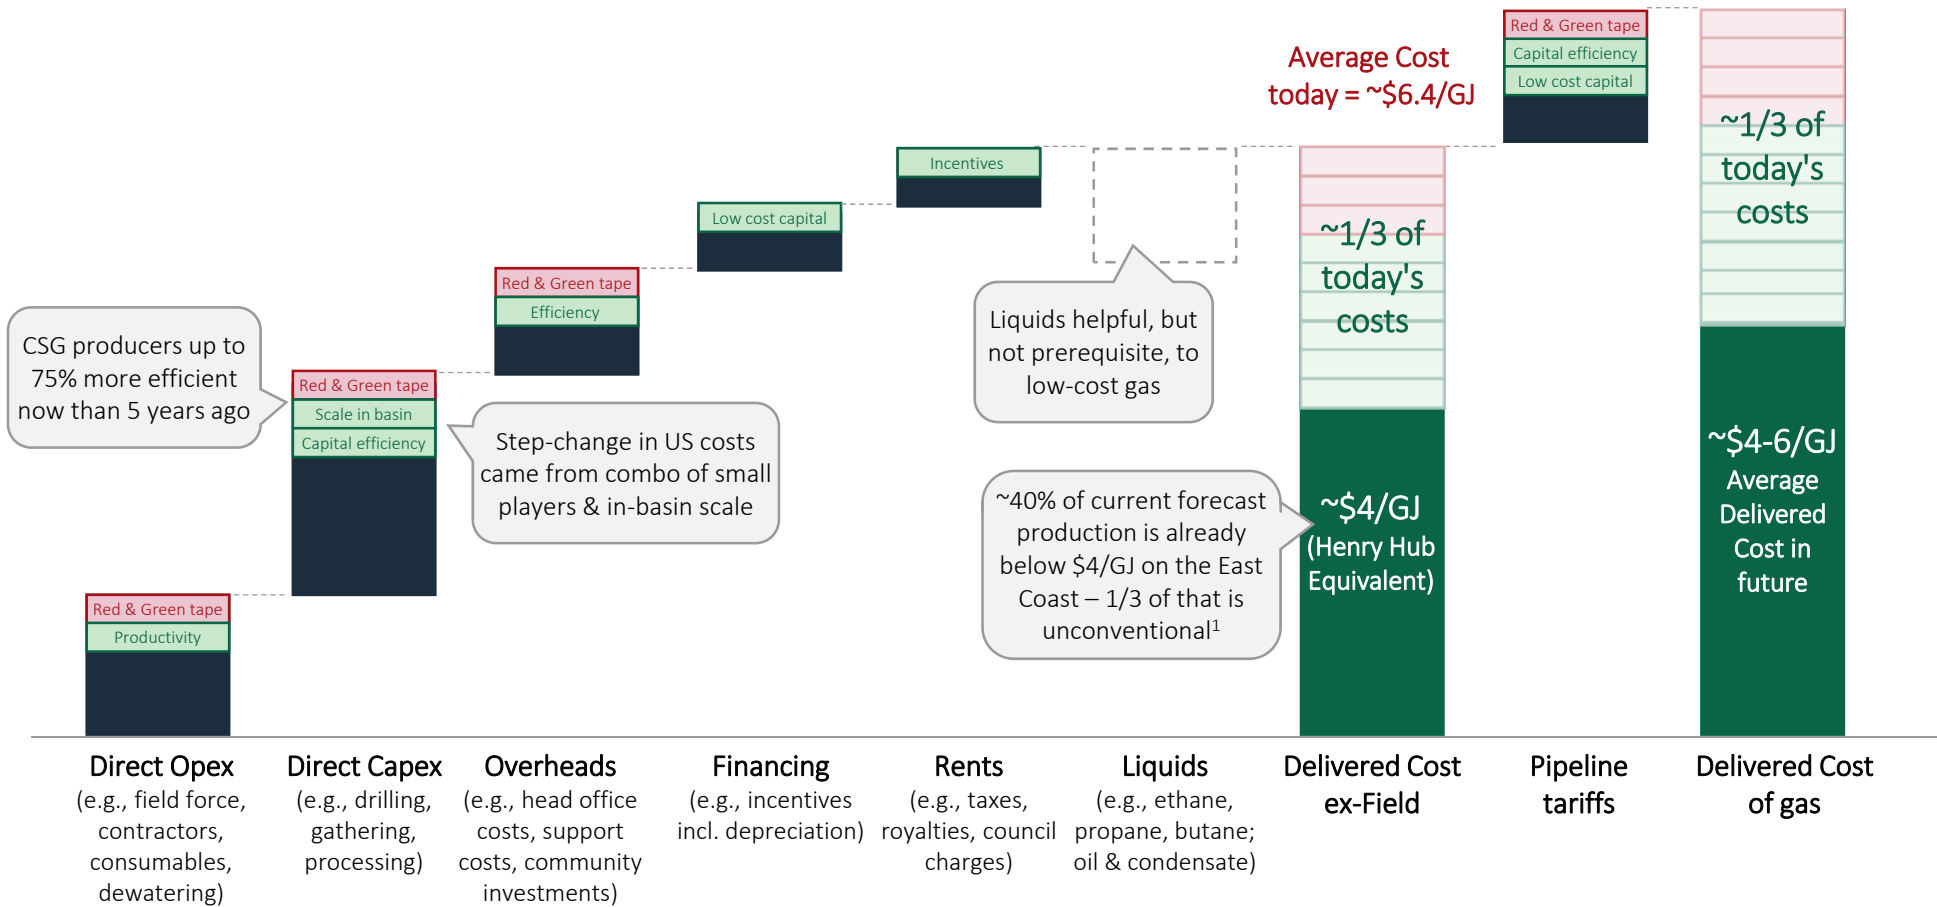 Red & Green tape
Productivity
CSG producers up to
75% more efficient
now than 5 years ago
Red & Green tape
Scale in basin
Capital efficiency
Step-change in US costs
came from combo of small
players & in-basin scale
Red & Green tape
Efficiency
Low cost capital
Incentives
Liquids helpful, but
not prerequisite, to
low-cost gas
~40% of current forecast
production is already
below $4/GJ on the East
Coast – 1/3 of that is
unconventional1
Average Cost
today = ~$6.4/GJ
~1/3 of
today's
costs
~$4/GJ
(Henry Hub
Equivalent)
Red & Green tape
Capital efficiency
Low cost capital
~1/3 of
today's
costs
~$4-6/GJ
Average
Delivered
Cost in
future
Direct Opex
(e.g., field force,
contractors,
consumables,
dewatering)
Direct Capex
(e.g., drilling,
gathering,
processing)
Overheads
(e.g., head office
costs, support
costs, community
investments)
Financing
(e.g., incentives
incl. depreciation)
Rents
(e.g., taxes,
royalties, council
charges)
Liquids
(e.g., ethane,
propane, butane;
oil & condensate)
Delivered Cost
ex-Field
Pipeline
tariffs
Delivered Cost
of gas